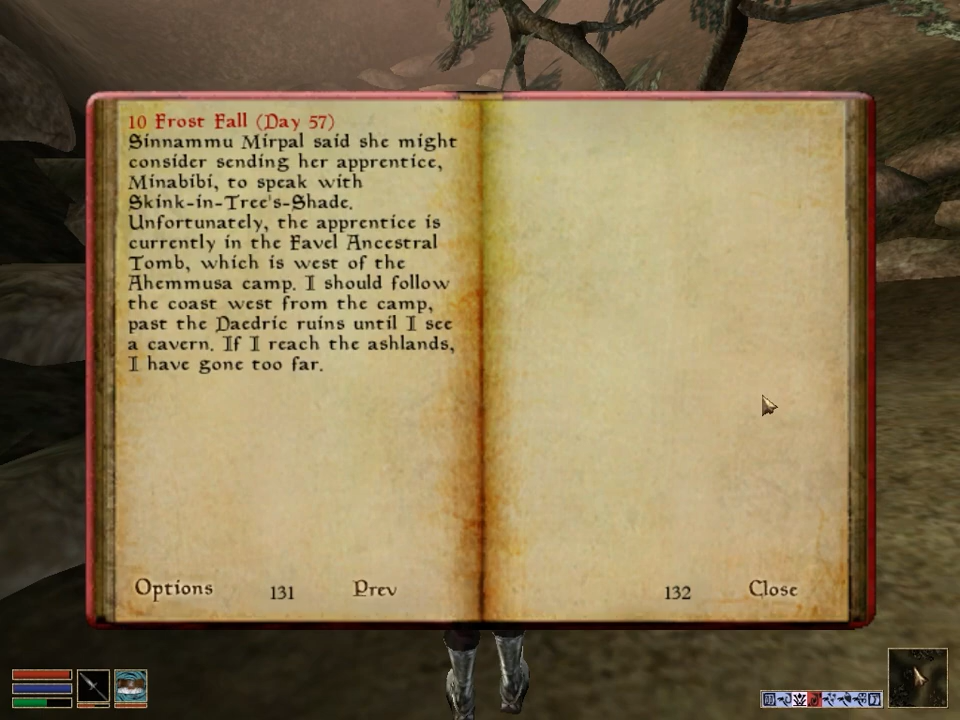 10 Frost Fall (Day 57)
Sinnammu Mirpal said she might
consider sending her apprentice,
Minabibi, to speak with
Skink-in-Tree's-Shade.
Unfortunately, the apprentice is
currently in the Favel Ancestral
Tomb, which is west of the
Ahemmusa camp. I should follow
the coast west from the camp,
past the Daedric ruins until I see
a cavern. If I reach the ashlands,
I have gone too far.
Options
131
Prev
132
Close